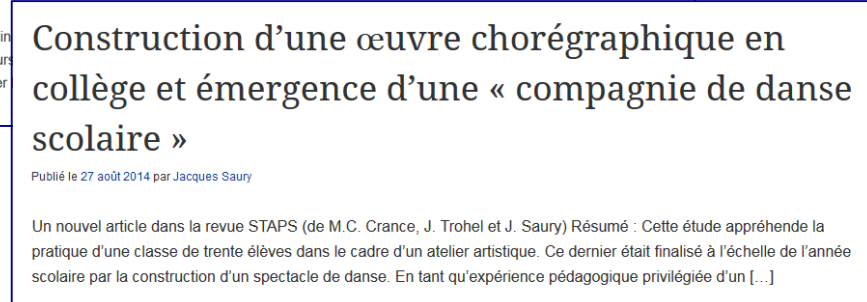 in
urs
er
Construction d’une œuvre chorégraphique en
collège et émergence d’une « compagnie de danse
scolaire »
Publié le 27 août 2014 par Jacques Saury
Un nouvel article dans la revue STAPS (de M.C. Crance, J. Trohel et J. Saury) Résumé : Cette étude appréhende la
pratique d’une classe de trente élèves dans le cadre d’un atelier artistique. Ce dernier était finalisé à l’échelle de l’année
scolaire par la construction d’un spectacle de danse. En tant qu’expérience pédagogique privilégiée d’un […]